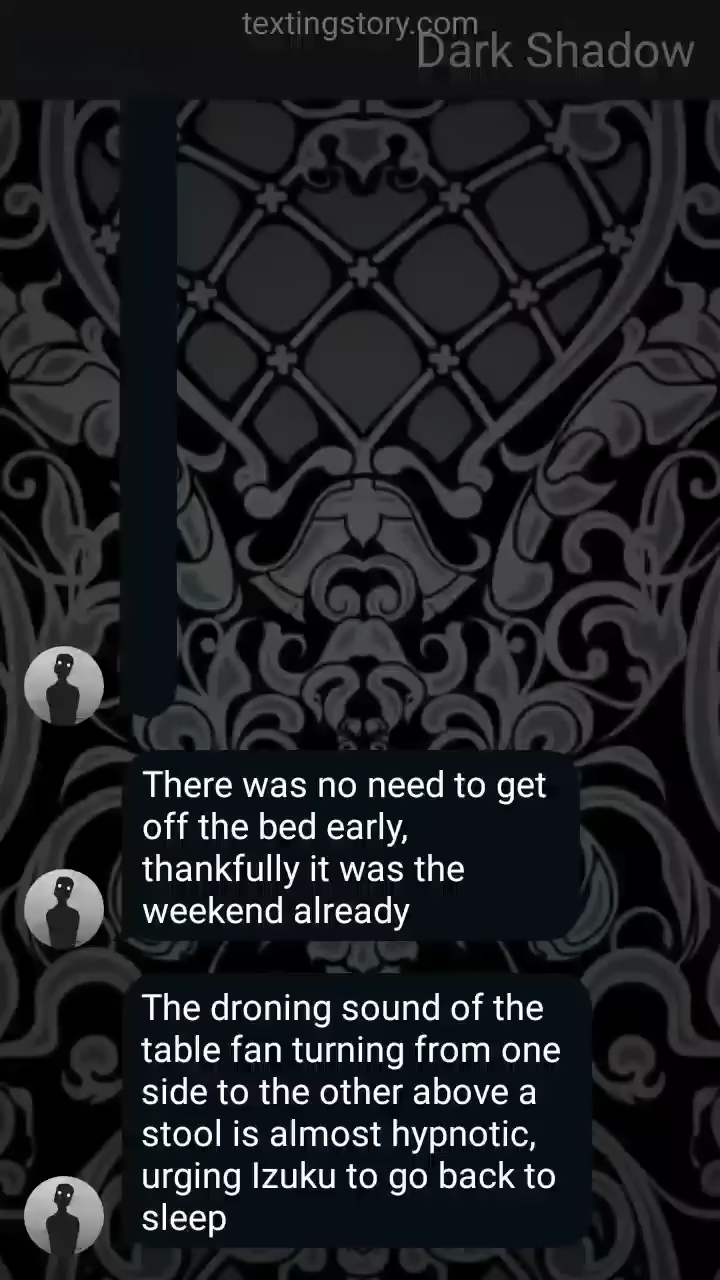 textingstory.com
Dark Shadow
There was no need to get
off the bed early,
thankfully it was the
weekend already
The droning sound of the
table fan turning from one
side to the other above a
stool is almost hypnotic,
urging Izuku to go back to
sleep